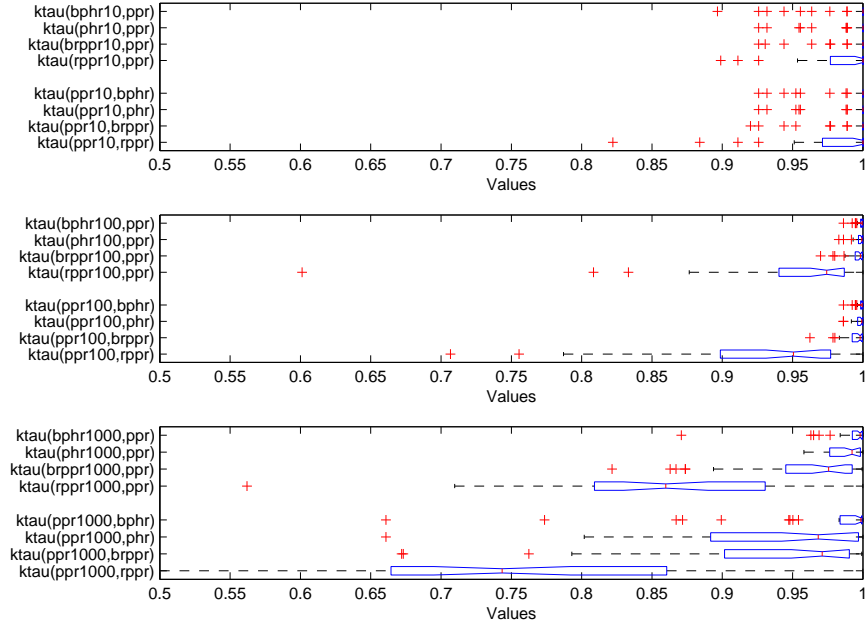 ktau(bphr10,ppr)
ktau(phr10,ppr)
ktau(brppr10,ppr)
ktau(rppr10,ppr)
ktau(ppr10,bphr)
ktau(ppr10,phr)
ktau(ppr10,brppr)
ktau(ppr10,rppr)
0.5 0.55 0.6 0.65 0.7 0.75 0.8 0.85 0.9 0.95 1
Values
ktau(bphr100,ppr)
ktau(phr100,ppr)
ktau(brppr100,ppr)
ktau(rppr100,ppr)
ktau(ppr100,bphr)
ktau(ppr100,phr)
ktau(ppr100,brppr)
ktau(ppr100,rppr)
0.5 0.55 0.6 0.65 0.7 0.75 0.8 0.85 0.9 0.95 1
Values
ktau(bphr1000,ppr)
ktau(phr1000,ppr)
ktau(brppr1000,ppr)
ktau(rppr1000,ppr)
ktau(ppr1000,bphr)
ktau(ppr1000,phr)
ktau(ppr1000,brppr)
ktau(ppr1000,rppr)
0.5 0.55 0.6 0.65 0.7 0.75 0.8 0.85 0.9 0.95 1
Values